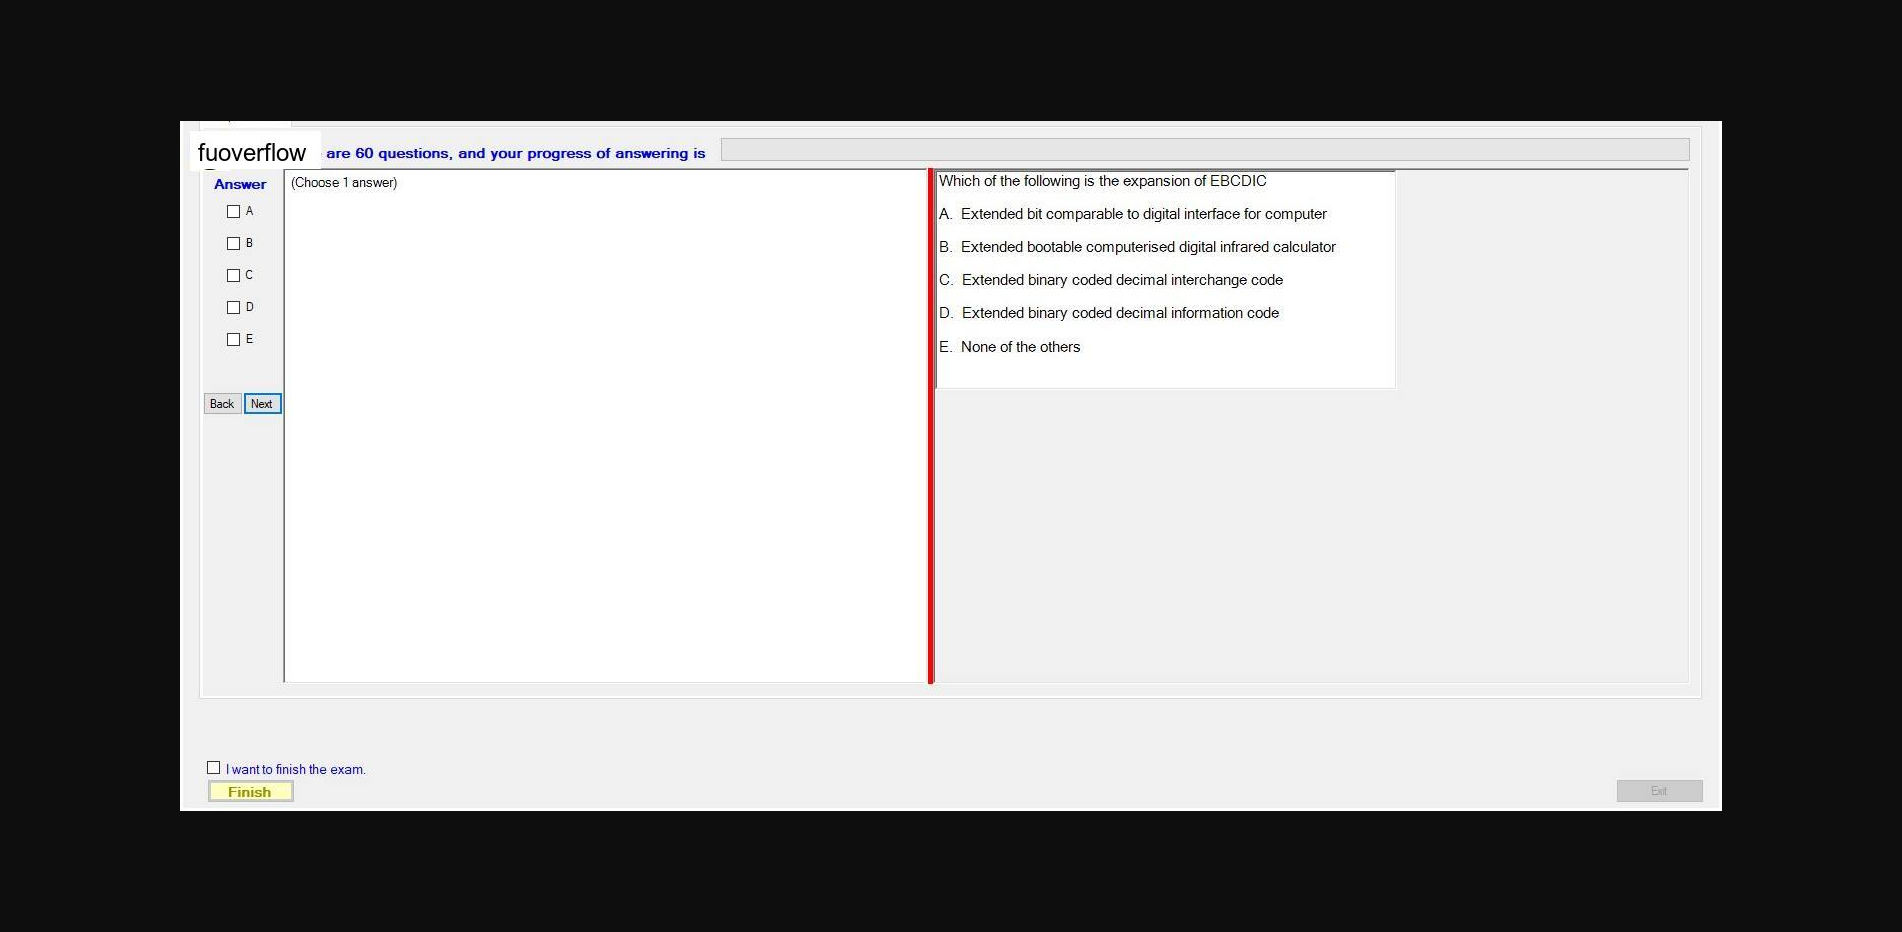 fuoverflow are 60 questions, and your progress of answering is
Answer
A
B
C
D
E
Back Next
(Choose 1 answer)
Which of the following is the expansion of EBCDIC
A. Extended bit comparable to digital interface for computer
B. Extended bootable computerised digital infrared calculator
C. Extended binary coded decimal interchange code
D. Extended binary coded decimal information code
E. None of the others
I want to finish the exam.
Finish
Exit